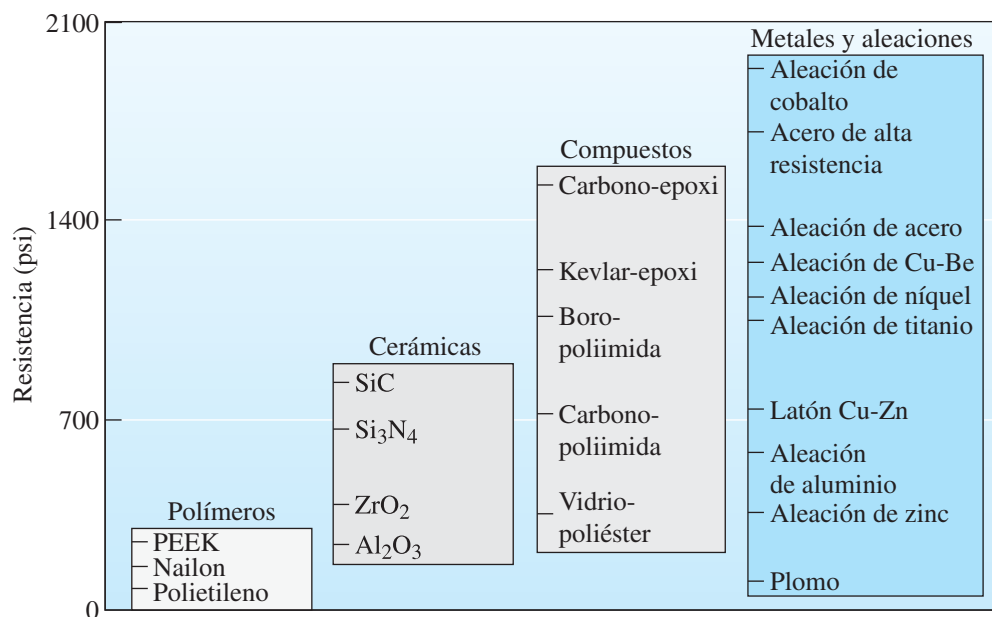 2100
1400
700
0
Resistencia (psi)
Polímeros
PEEK
Nailon
Polietileno
Cerámicas
SiC
Si₃N₄
ZrO₂
Al₂O₃
Compuestos
Carbono-epoxi
Kevlar-epoxi
Boro-
poliimida
Carbono-
poliimida
Vidrio-
poliéster
Metales y aleaciones
Aleación de
cobalto
Acero de alta
resistencia
Aleación de acero
Aleación de Cu-Be
Aleación de níquel
Aleación de titanio
Latón Cu-Zn
Aleación
de aluminio
Aleación de zinc
Plomo